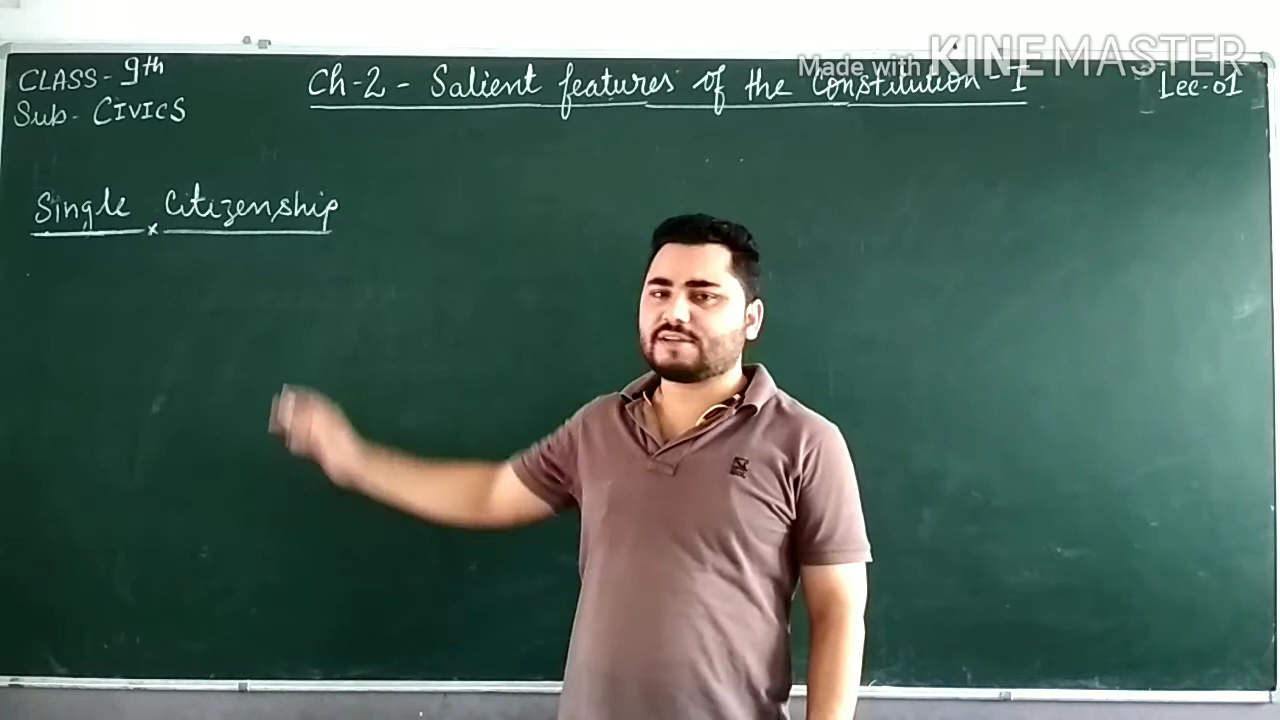 CLASS- 9th
Ch-2 - Salient features of the Constitution - I
Made with KINEMASTER
Lec-01
Sub- CIVICS
Single Citizenship